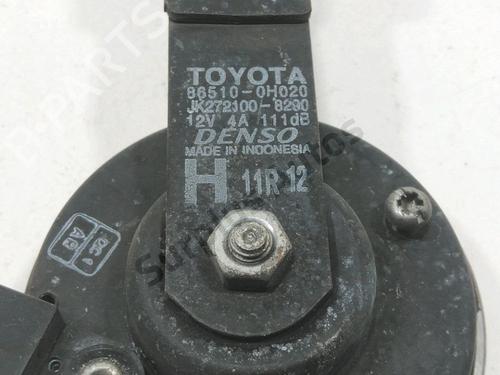 TOYOTA
86510-0H020
JK272100-8290
12V 4A 111dB
DENSO
MADE IN INDONESIA
H 11R 12